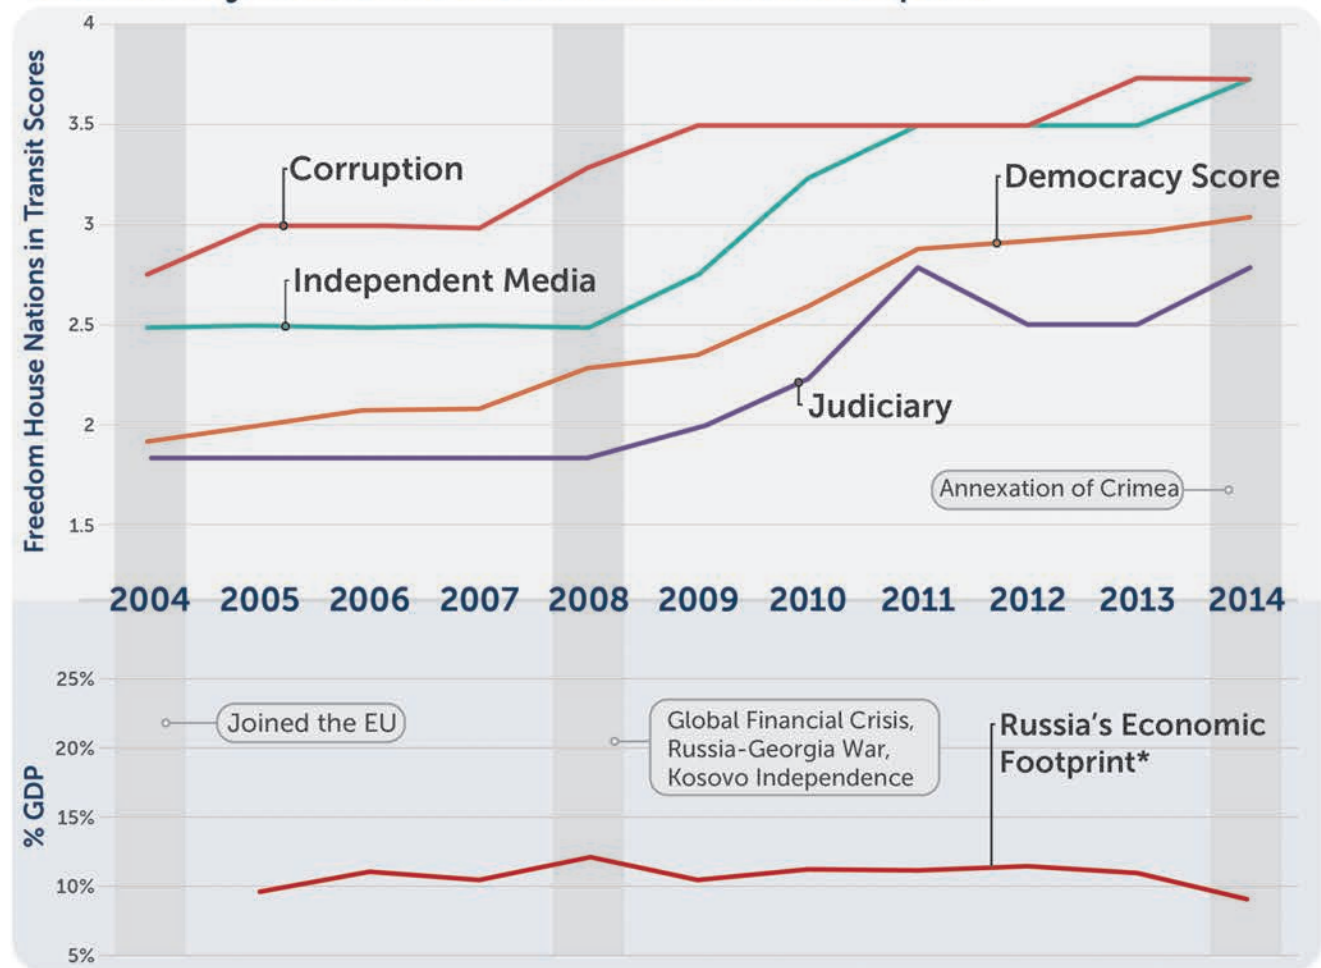 4
3.5
3
2.5
2
1.5
Freedom House Nations in Transit Scores
Corruption
Independent Media
Democracy Score
Judiciary
Annexation of Crimea
2004 2005 2006 2007 2008 2009 2010 2011 2012 2013 2014
25%
20%
15%
10%
5%
% GDP
Joined the EU
Global Financial Crisis,
Russia-Georgia War,
Kosovo Independence
Russia's Economic
Footprint*